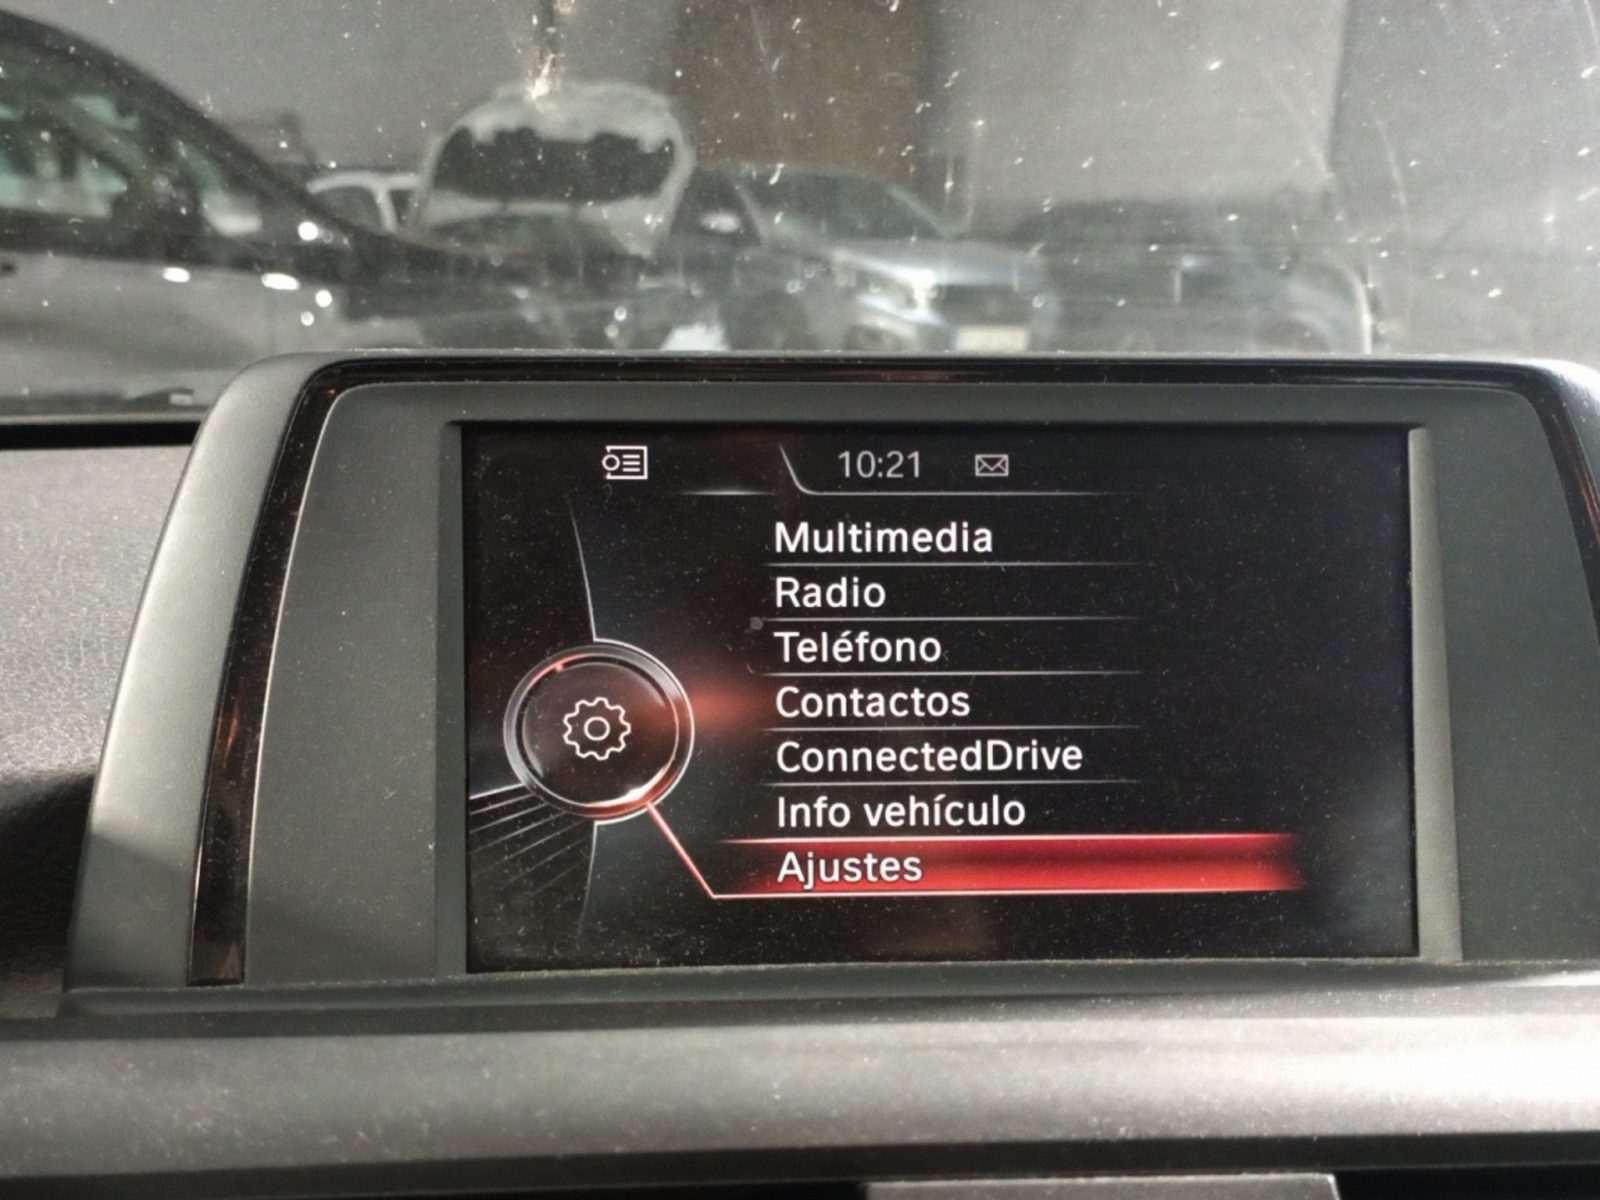 10:21
Multimedia
Radio
Teléfono
Contactos
ConnectedDrive
Info vehículo
Ajustes